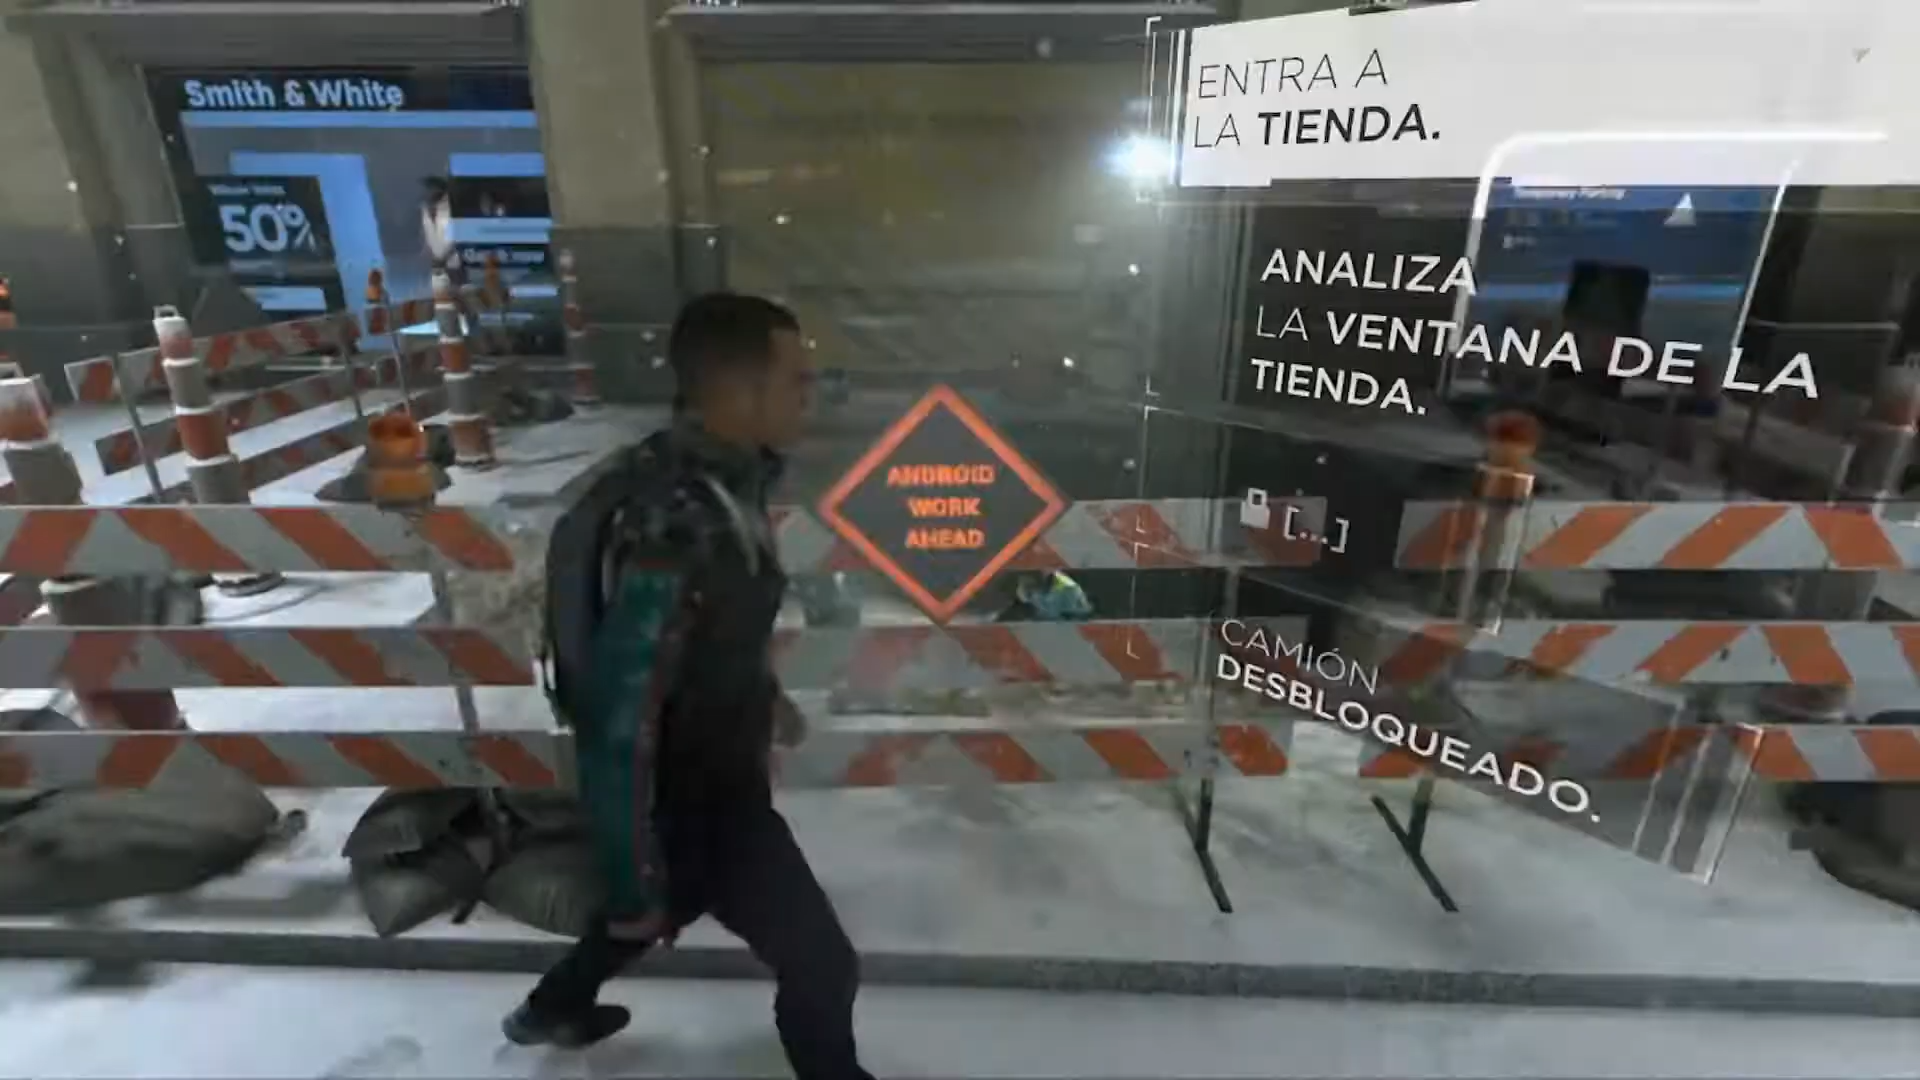 Smith & White
50%
ENTRA A
LA TIENDA.
ANALIZA
LA VENTANA DE LA
TIENDA.
[...]
CAMIÓN
DESBLOQUEADO.
ANDROID
WORK
AHEAD